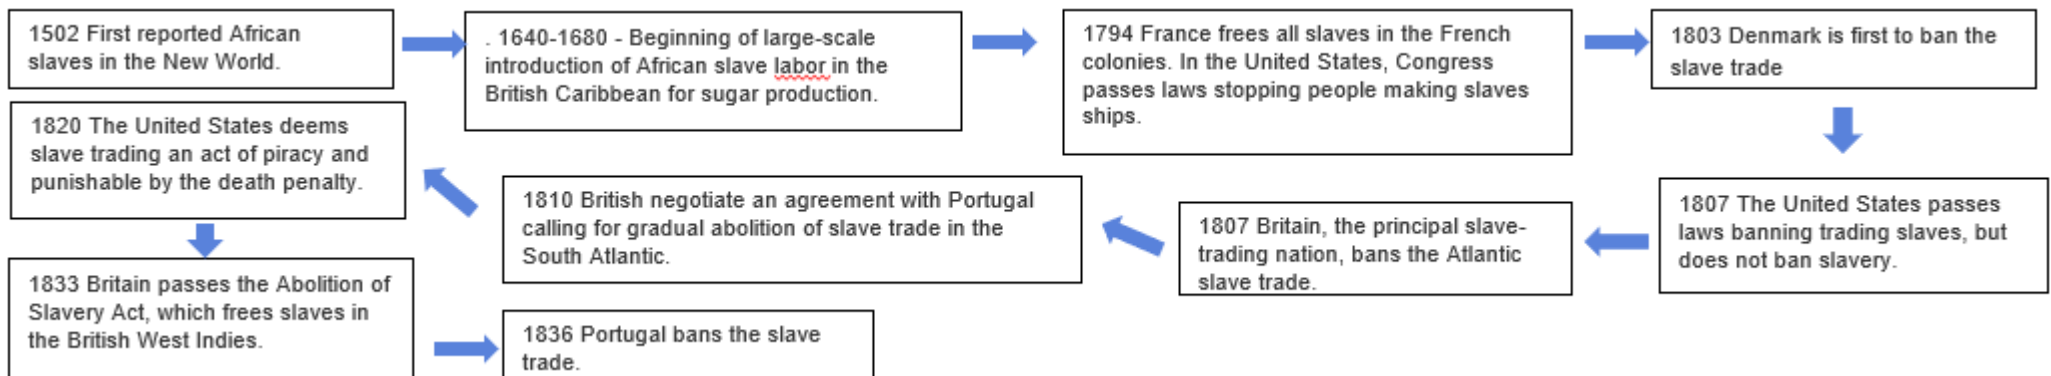 1502 First reported African
slaves in the New World.
. 1640-1680 - Beginning of large-scale
introduction of African slave labor in the
British Caribbean for sugar production.
1794 France frees all slaves in the French
colonies. In the United States, Congress
passes laws stopping people making slaves
ships.
1803 Denmark is first to ban the
slave trade
1807 The United States passes
laws banning trading slaves, but
does not ban slavery.
1807 Britain, the principal slave-
trading nation, bans the Atlantic
slave trade.
1810 British negotiate an agreement with Portugal
calling for gradual abolition of slave trade in the
South Atlantic.
1820 The United States deems
slave trading an act of piracy and
punishable by the death penalty.
1833 Britain passes the Abolition of
Slavery Act, which frees slaves in
the British West Indies.
1836 Portugal bans the slave
trade.